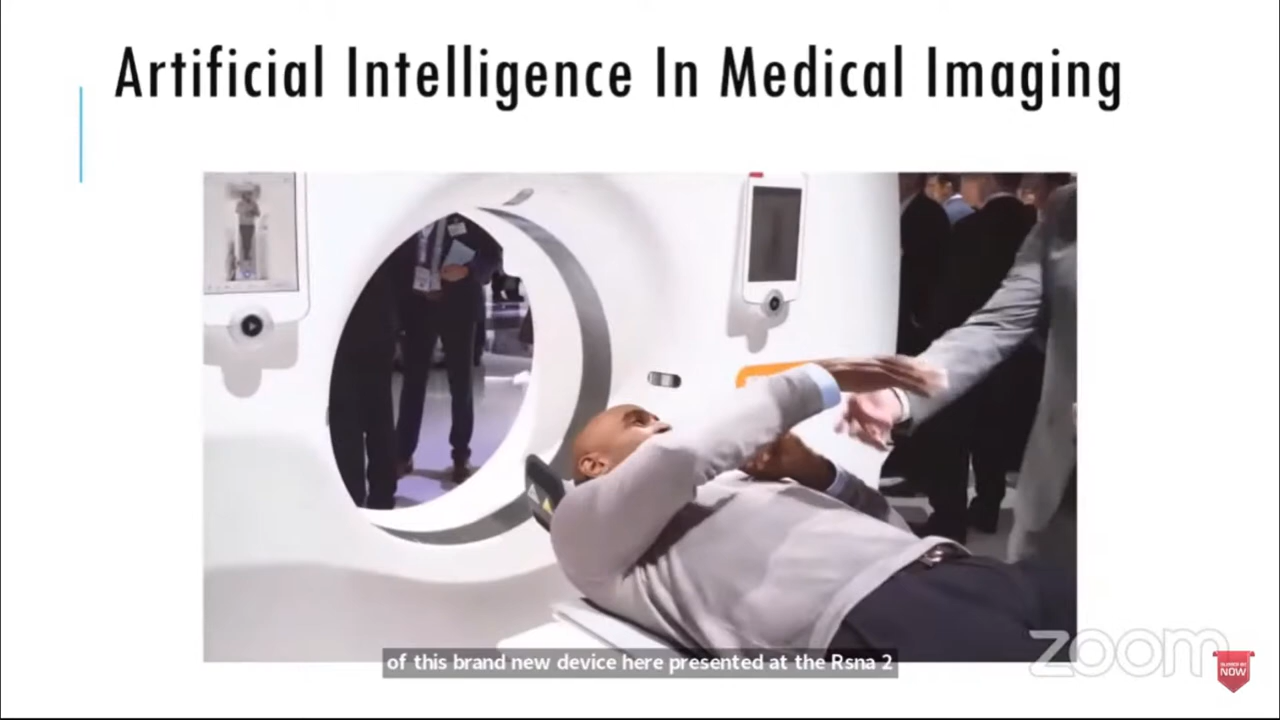 Artificial Intelligence In Medical Imaging
of this brand new device here presented at the Rsna 2
zoom
NOW